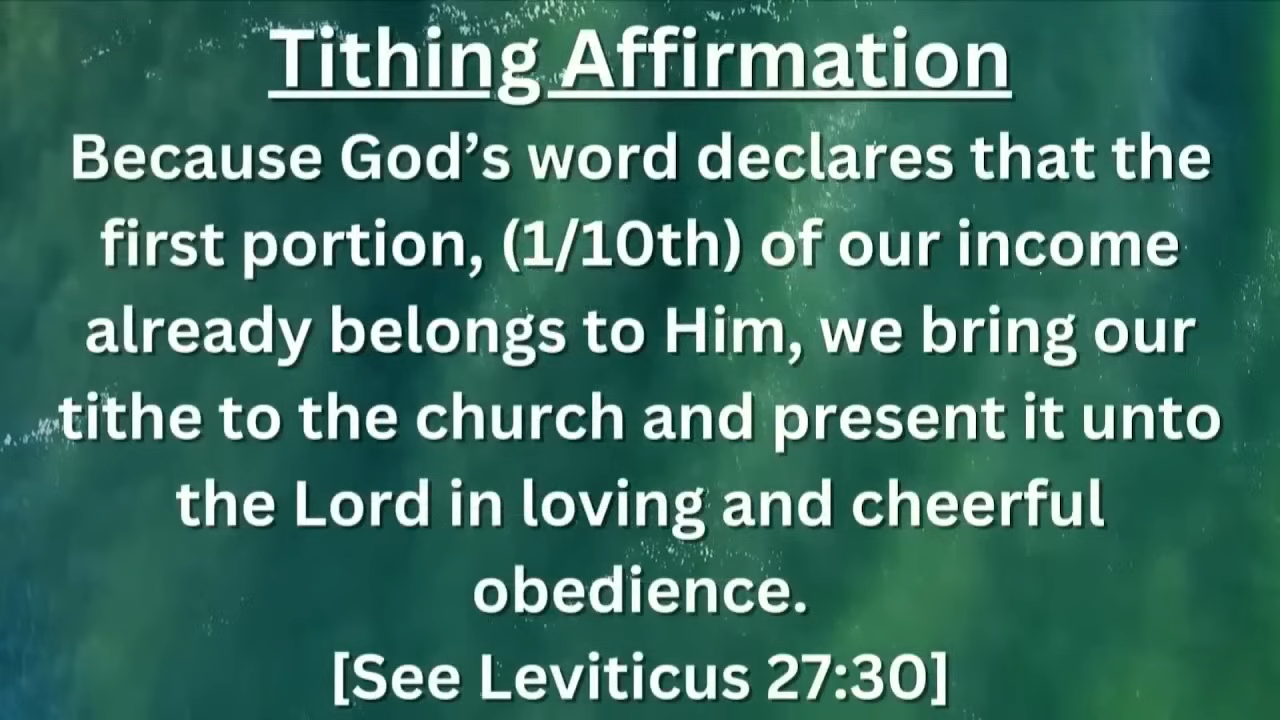 Tithing Affirmation
Because God’s word declares that the
first portion, (1/10th) of our income
already belongs to Him, we bring our
tithe to the church and present it unto
the Lord in loving and cheerful
obedience.
[See Leviticus 27:30]